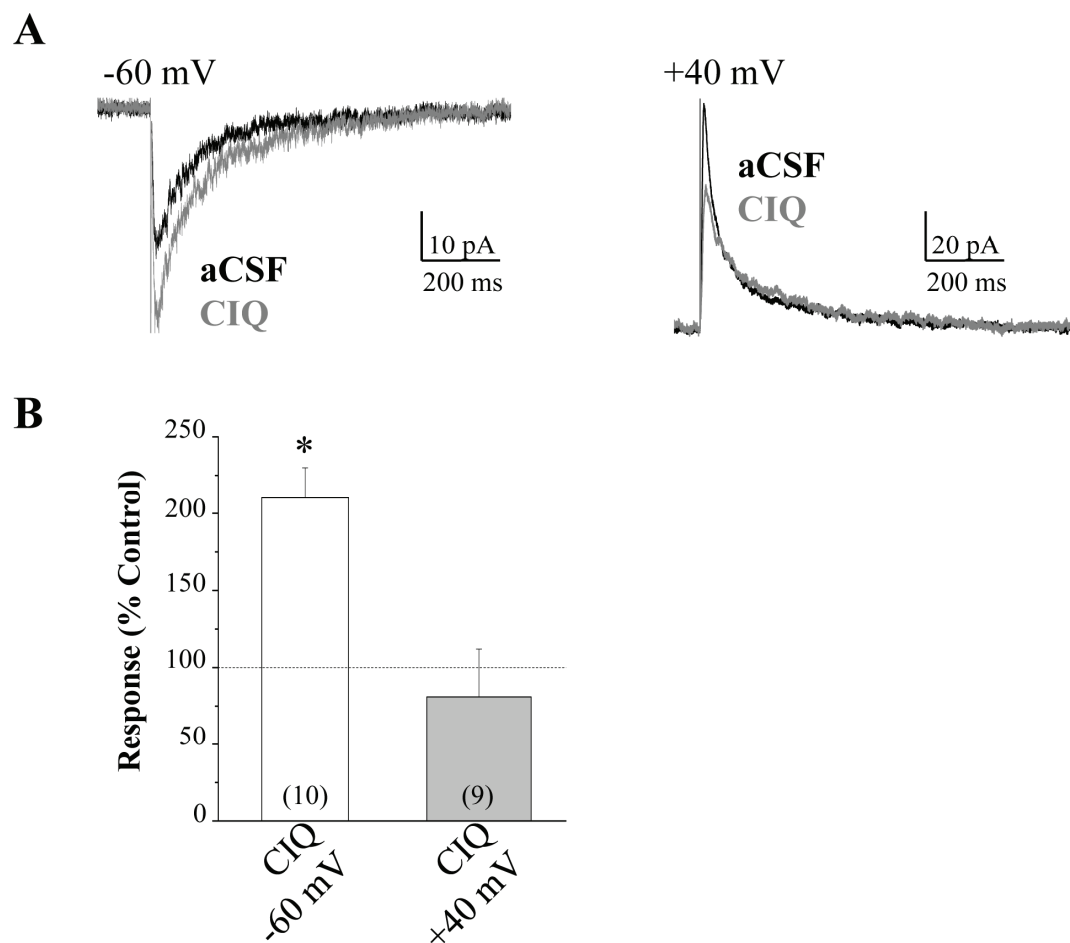 A
-60 mV
aCSF
CIQ
10 pA
200 ms
+40 mV
aCSF
CIQ
20 pA
200 ms
B
Response (% Control)
250
200
150
100
50
0
*
(10)
(9)
CIQ
-60 mV
CIQ
+40 mV